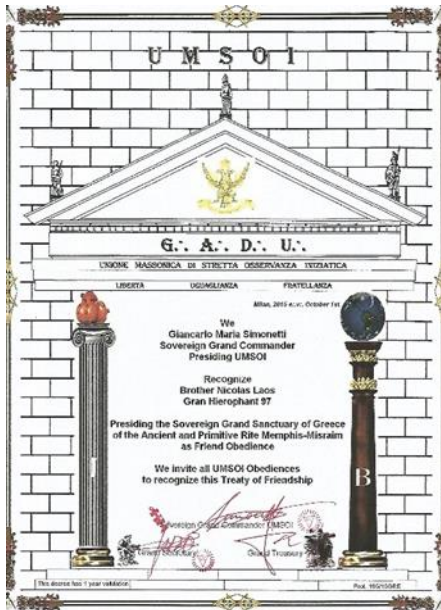 U M S O I
G∴ A∴ D∴ U∴
UNIONE MASSONICA DI STRETTA OSSERVANZA INIZIATICA
LIBERTÀ UGUAGLIANZA FRATELLANZA
Milan, 2015 e∴v∴ October 1st
We
Giancarlo Maria Simonetti
Sovereign Grand Commander
Presiding UMSOI
Recognize
Brother Nicolas Laos
Gran Hierophant 97
Presiding the Sovereign Grand Sanctuary of Greece
of the Ancient and Primitive Rite Memphis-Misraim
as Friend Obedience
We invite all UMSOI Obediences
to recognize this Treaty of Friendship
J
B
Sovereign Grand Commander UMSOI
Grand Secretary Grand Treasury
This decree has 1 year validation
Prot.